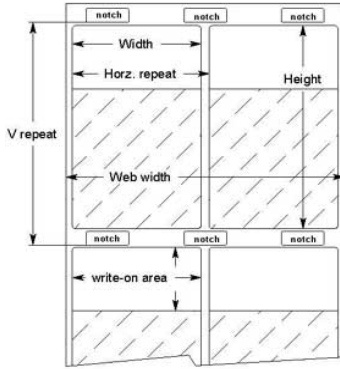 notch notch notch
Width
Horz. repeat
Height
V repeat
Web width
notch notch notch
write-on area